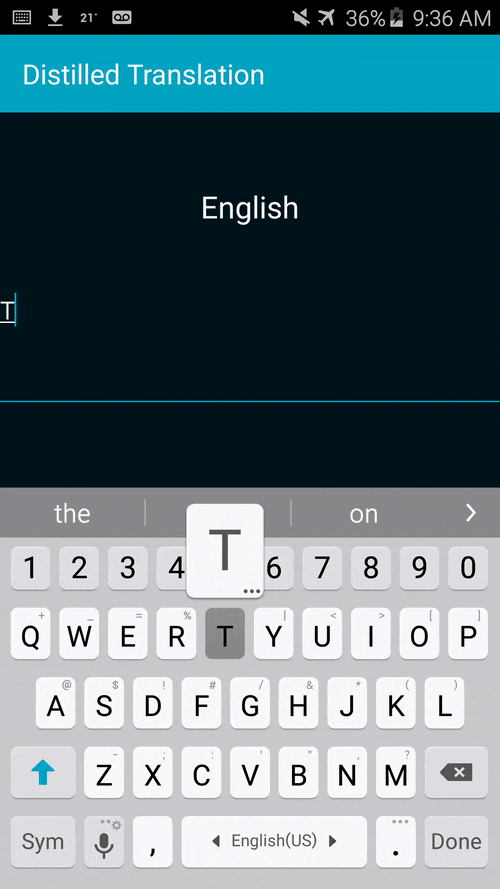 21° 36% 9:36 AM
Distilled Translation
English
T
the on
T
1 2 3 4 6 7 8 9 0
+ _ = % | < > [ ]
Q W E R T Y U I O P
@ $ ! # / & * ( )
A S D F G H J K L
- ; : ' " , ?
Z X C V B N M
Sym , English(US) . Done